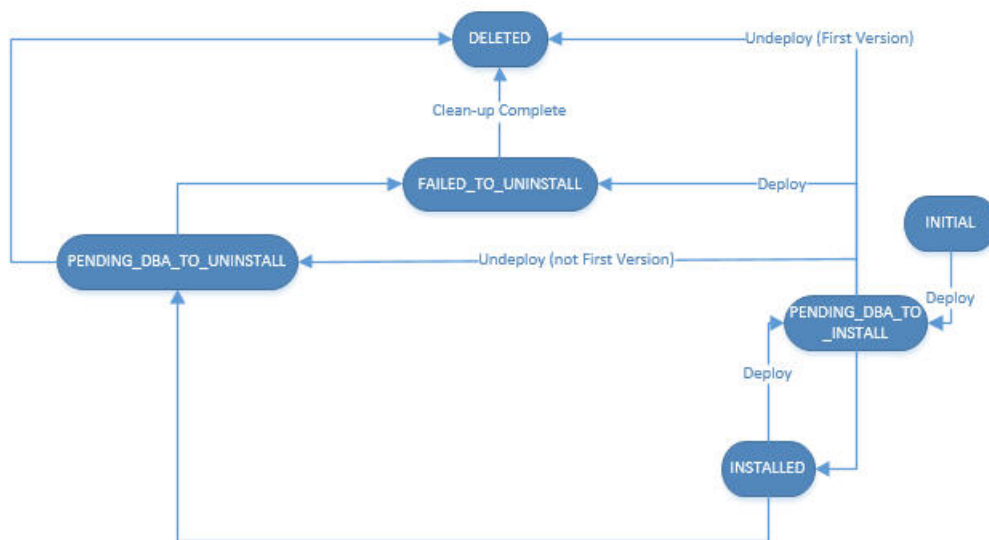 DELETED
Undeploy (First Version)
Clean-up Complete
FAILED_TO_UNINSTALL
Deploy
INITIAL
PENDING_DBA_TO_UNINSTALL
Undeploy (not First Version)
Deploy
PENDING_DBA_TO
_INSTALL
Deploy
INSTALLED